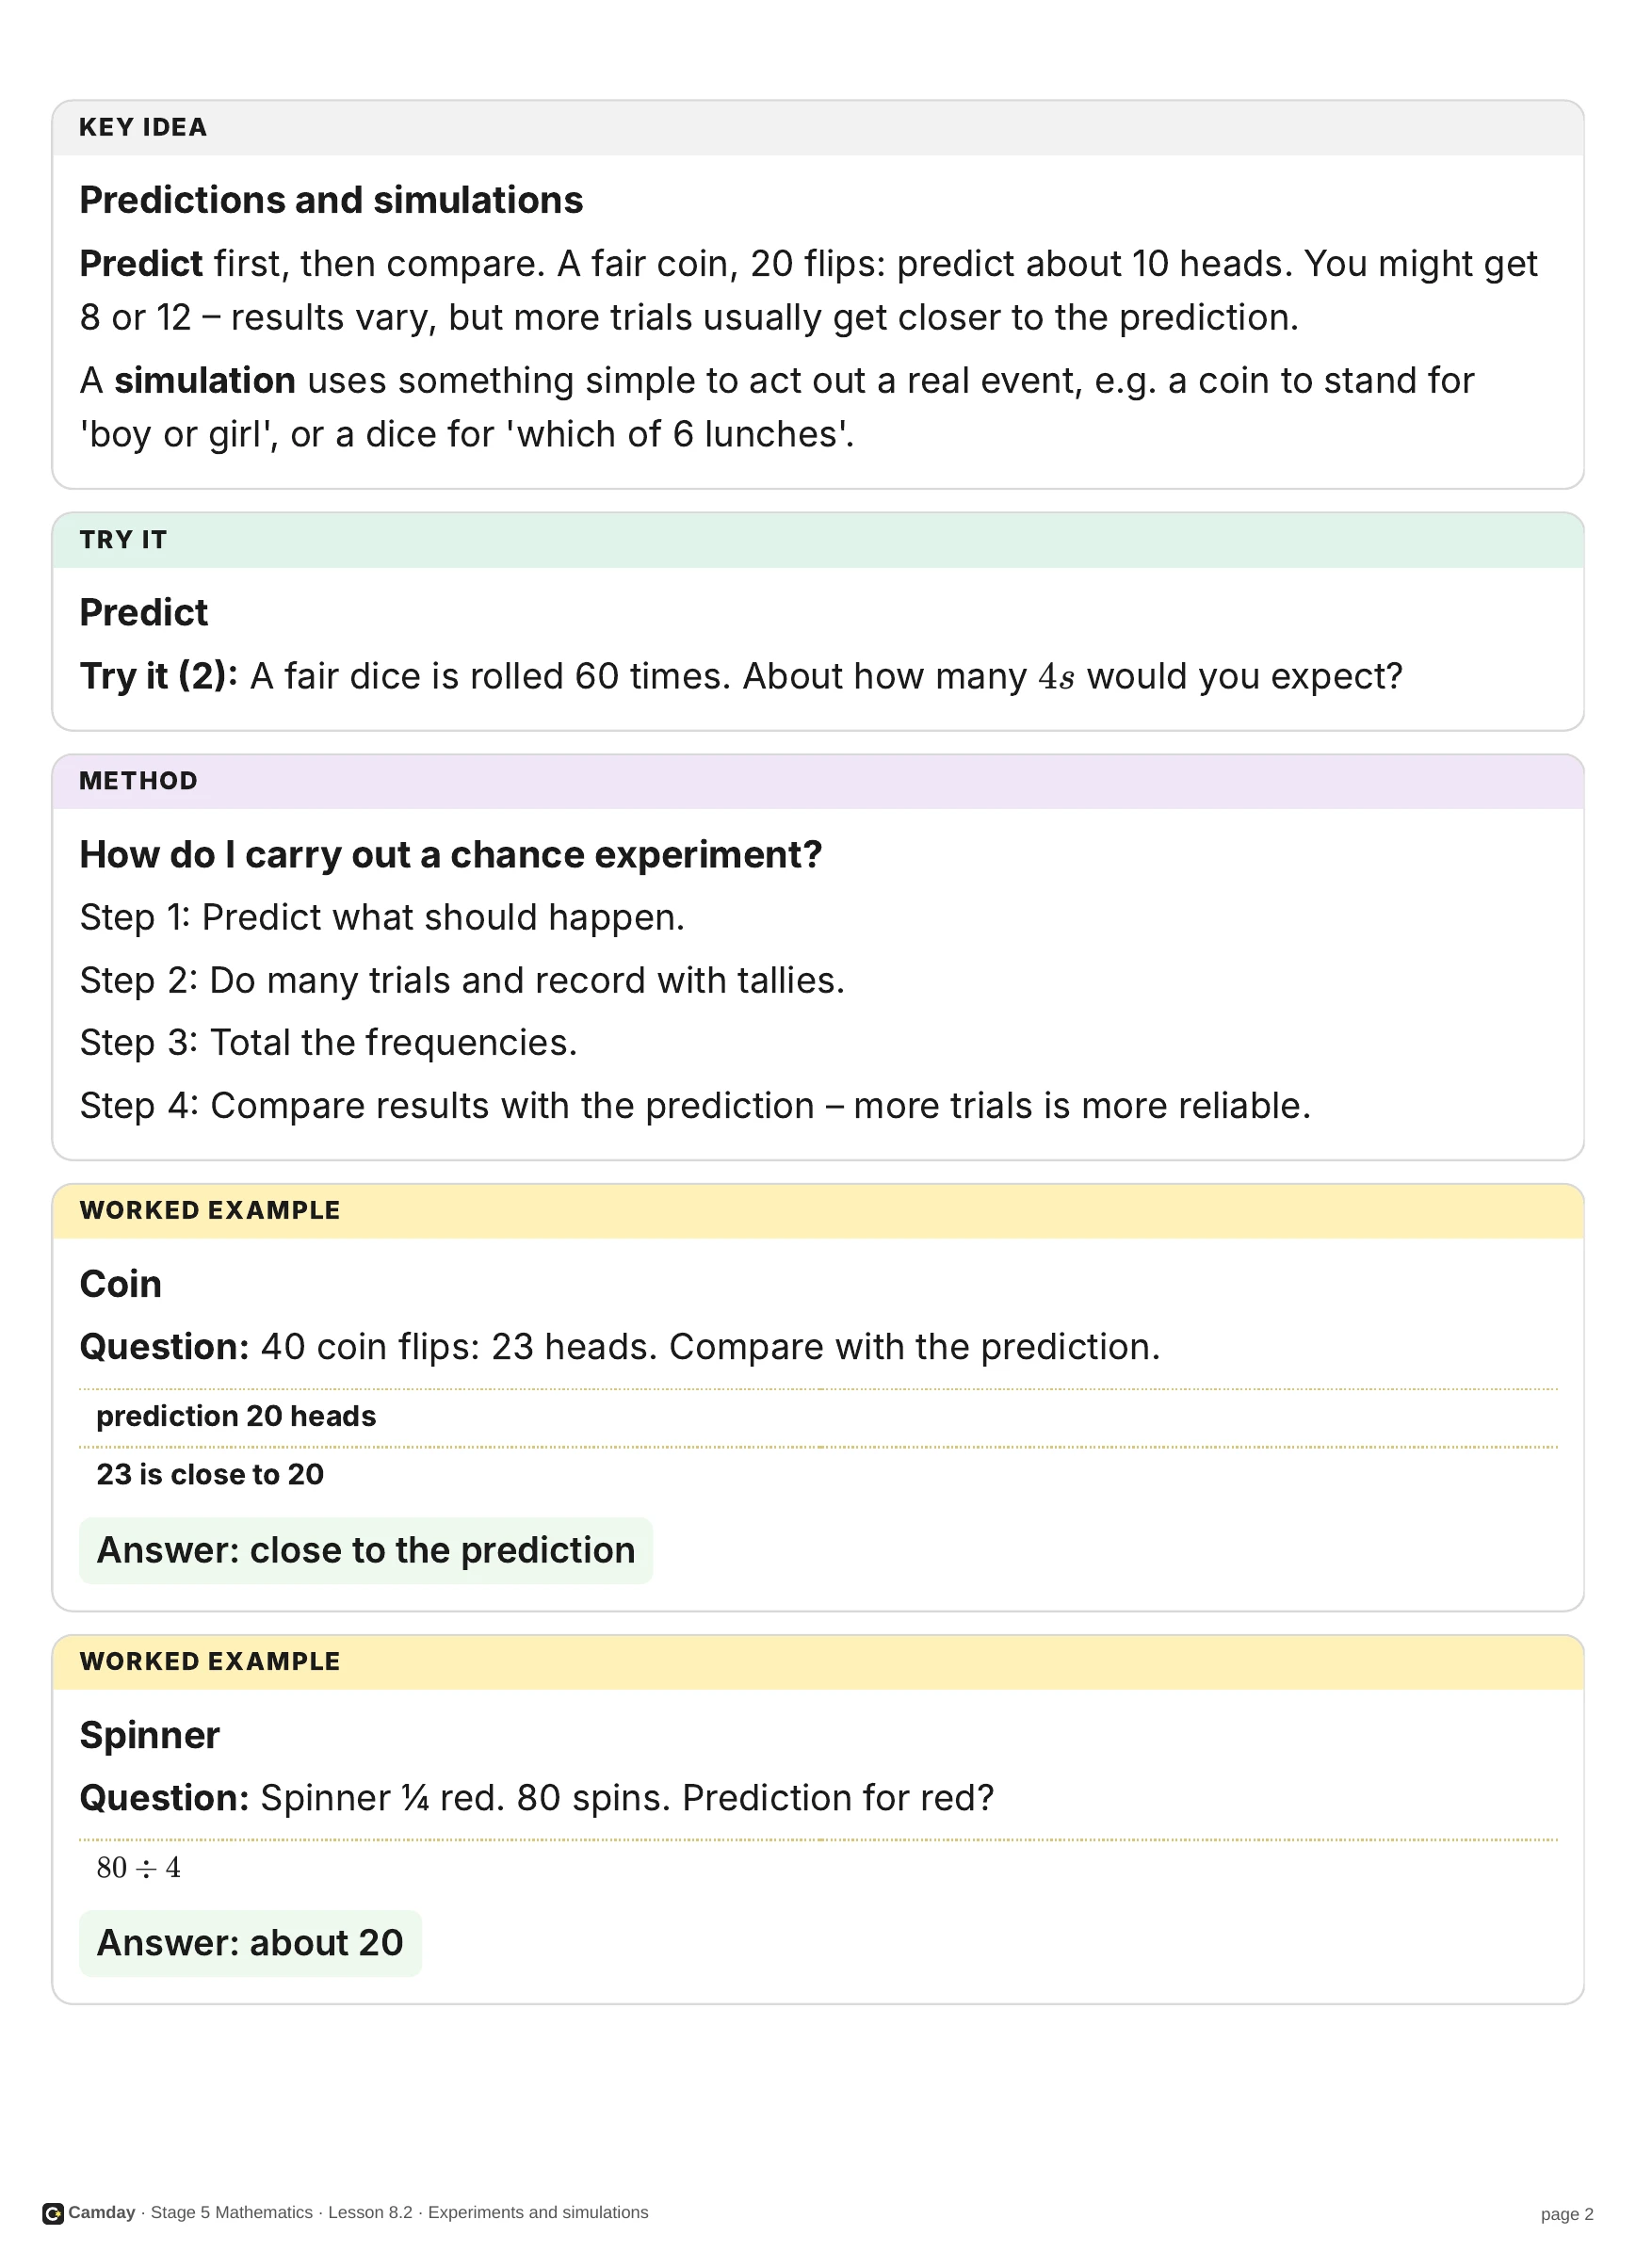 KEY IDEA
Predictions and simulations
Predict first, then compare. A fair coin, 20 flips: predict about 10 heads. You might get
8 or 12 – results vary, but more trials usually get closer to the prediction.
A simulation uses something simple to act out a real event, e.g. a coin to stand for
'boy or girl', or a dice for 'which of 6 lunches'.
TRY IT
Predict
Try it (2): A fair dice is rolled 60 times. About how many 4s would you expect?
METHOD
How do I carry out a chance experiment?
Step 1: Predict what should happen.
Step 2: Do many trials and record with tallies.
Step 3: Total the frequencies.
Step 4: Compare results with the prediction – more trials is more reliable.
WORKED EXAMPLE
Coin
Question: 40 coin flips: 23 heads. Compare with the prediction.
prediction 20 heads
23 is close to 20
Answer: close to the prediction
WORKED EXAMPLE
Spinner
Question: Spinner ¼ red. 80 spins. Prediction for red?
80 ÷ 4
Answer: about 20
Camday · Stage 5 Mathematics · Lesson 8.2 · Experiments and simulations
page 2